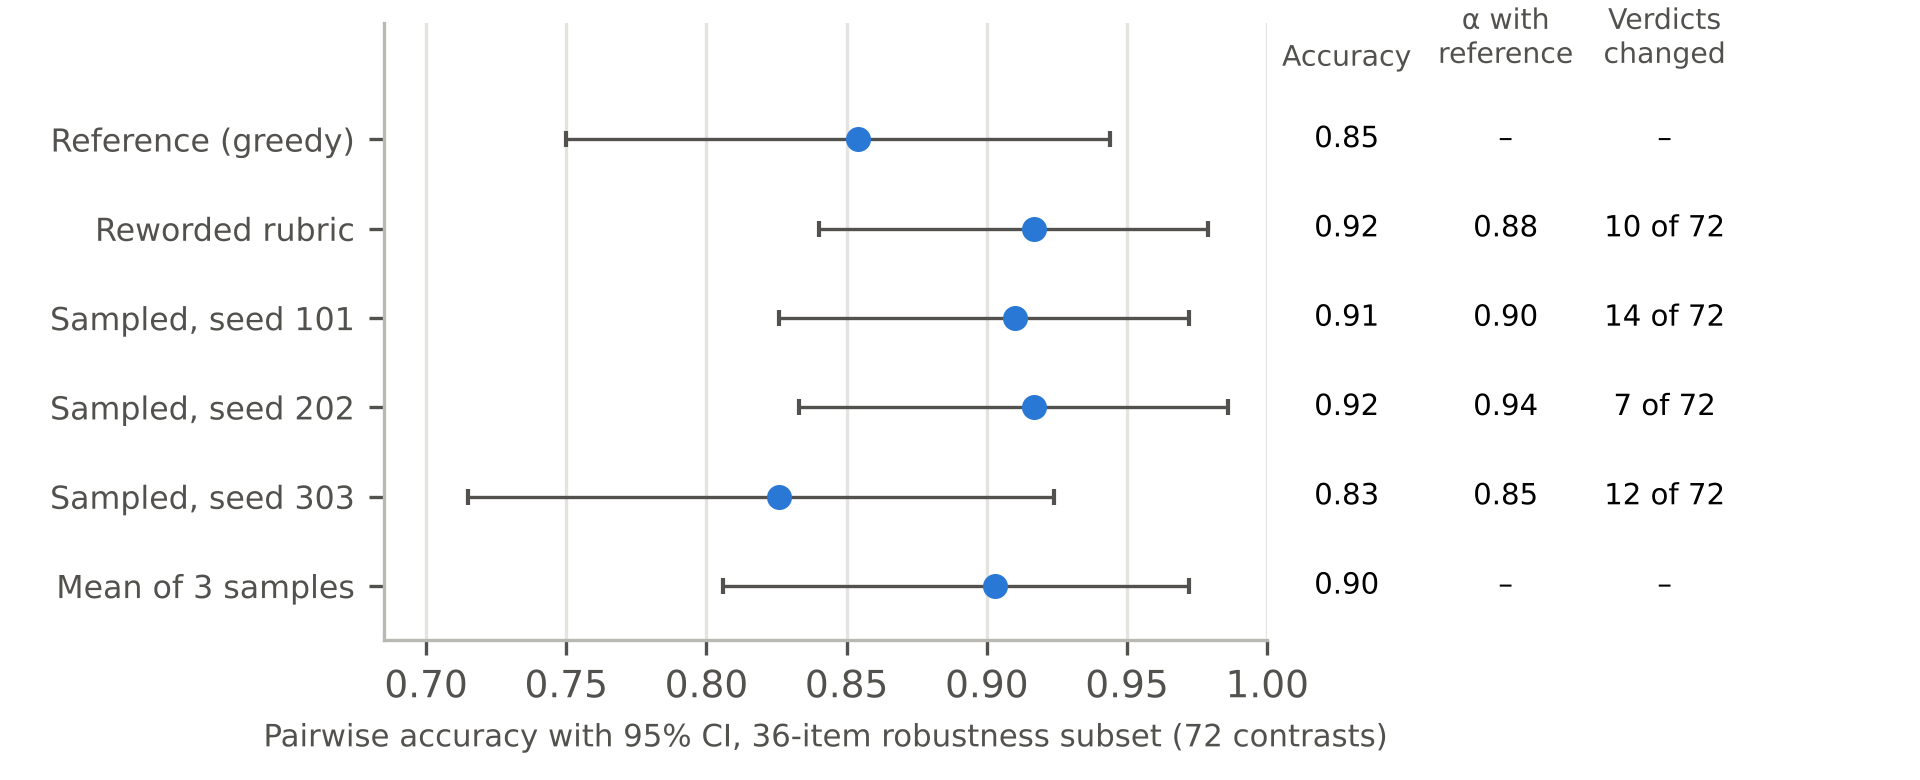 α with Verdicts
Accuracy reference changed
Reference (greedy) 0.85 – –
Reworded rubric 0.92 0.88 10 of 72
Sampled, seed 101 0.91 0.90 14 of 72
Sampled, seed 202 0.92 0.94 7 of 72
Sampled, seed 303 0.83 0.85 12 of 72
Mean of 3 samples 0.90 – –
0.70 0.75 0.80 0.85 0.90 0.95 1.00
Pairwise accuracy with 95% CI, 36-item robustness subset (72 contrasts)